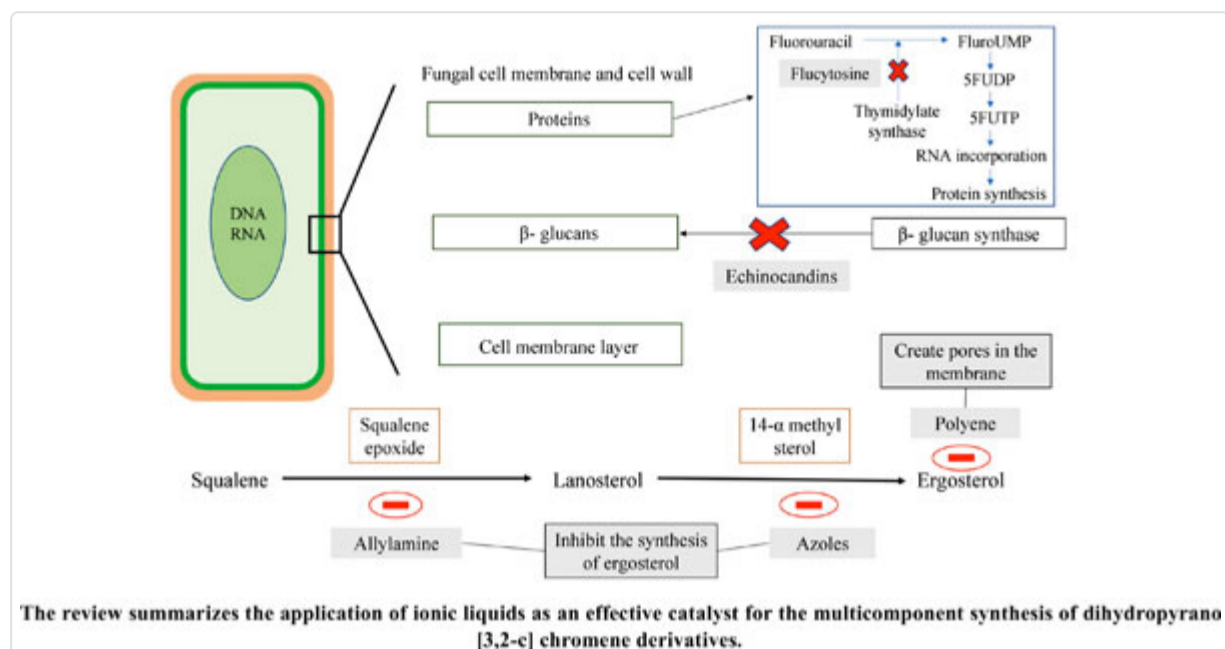 Fluorouracil
FluroUMP
Fungal cell membrane and cell wall
Flucytosine
5FUDP
Proteins
Thymidylate
synthase
5FUTP
RNA incorporation
Protein synthesis
DNA
RNA
β- glucans
β- glucan synthase
Echinocandins
Cell membrane layer
Create pores in the
membrane
Squalene
epoxide
14-α methyl
sterol
Polyene
Squalene
Lanosterol
Ergosterol
Allylamine
Inhibit the synthesis
of ergosterol
Azoles
The review summarizes the application of ionic liquids as an effective catalyst for the multicomponent synthesis of dihydropyrano
[3,2-c] chromene derivatives.